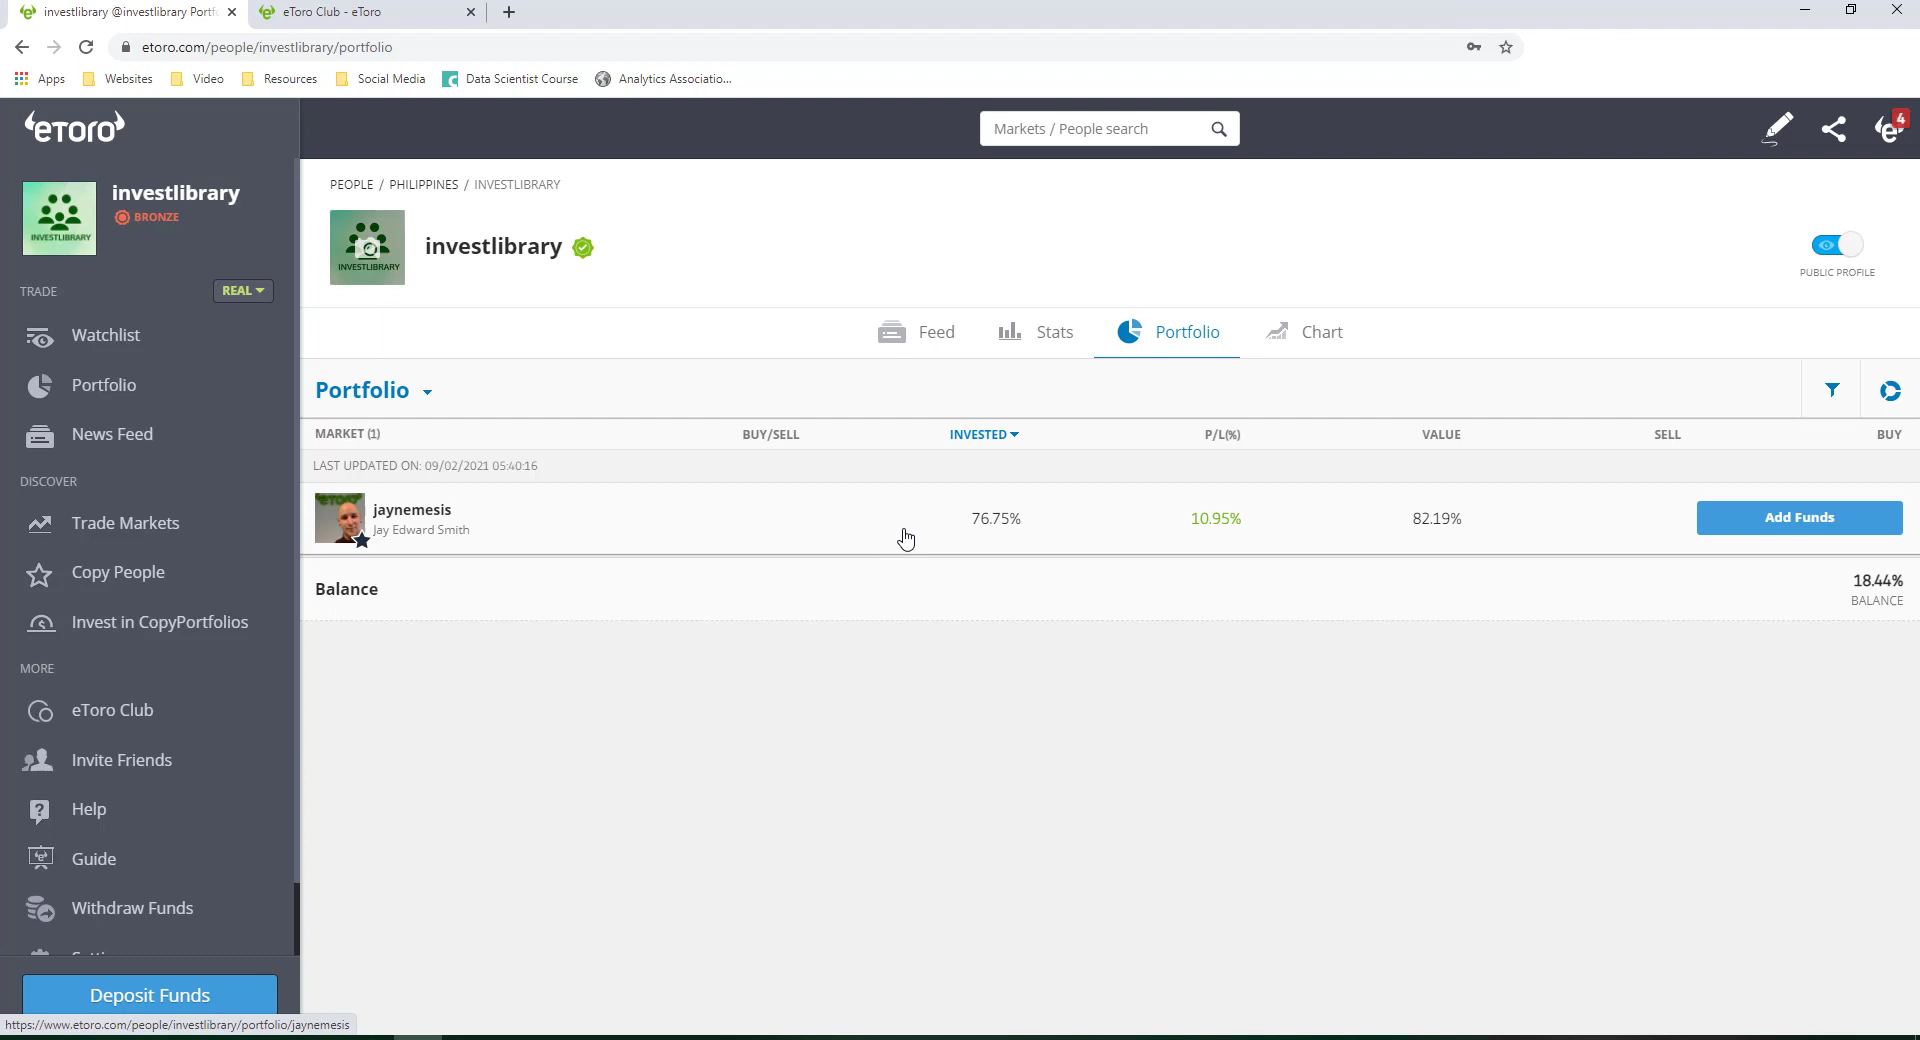 investlibrary @investlibrary Portf
eToro Club - eToro
etoro.com/people/investlibrary/portfolio
Apps
Websites
Video
Resources
Social Media
Data Scientist Course
Analytics Associatio...
eToro
Markets / People search
4
investlibrary
BRONZE
INVESTLIBRARY
TRADE
REAL
Watchlist
Portfolio
News Feed
DISCOVER
Trade Markets
Copy People
Invest in CopyPortfolios
MORE
eToro Club
Invite Friends
Help
Guide
Withdraw Funds
Deposit Funds
https://www.etoro.com/people/investlibrary/portfolio/jaynemesis
PEOPLE / PHILIPPINES / INVESTLIBRARY
INVESTLIBRARY
investlibrary
PUBLIC PROFILE
Feed
Stats
Portfolio
Chart
Portfolio
MARKET (1)
BUY/SELL
INVESTED
P/L(%)
VALUE
SELL
BUY
LAST UPDATED ON: 09/02/2021 05:40:16
jaynemesis
Jay Edward Smith
76.75%
10.95%
82.19%
Add Funds
Balance
18.44%
BALANCE